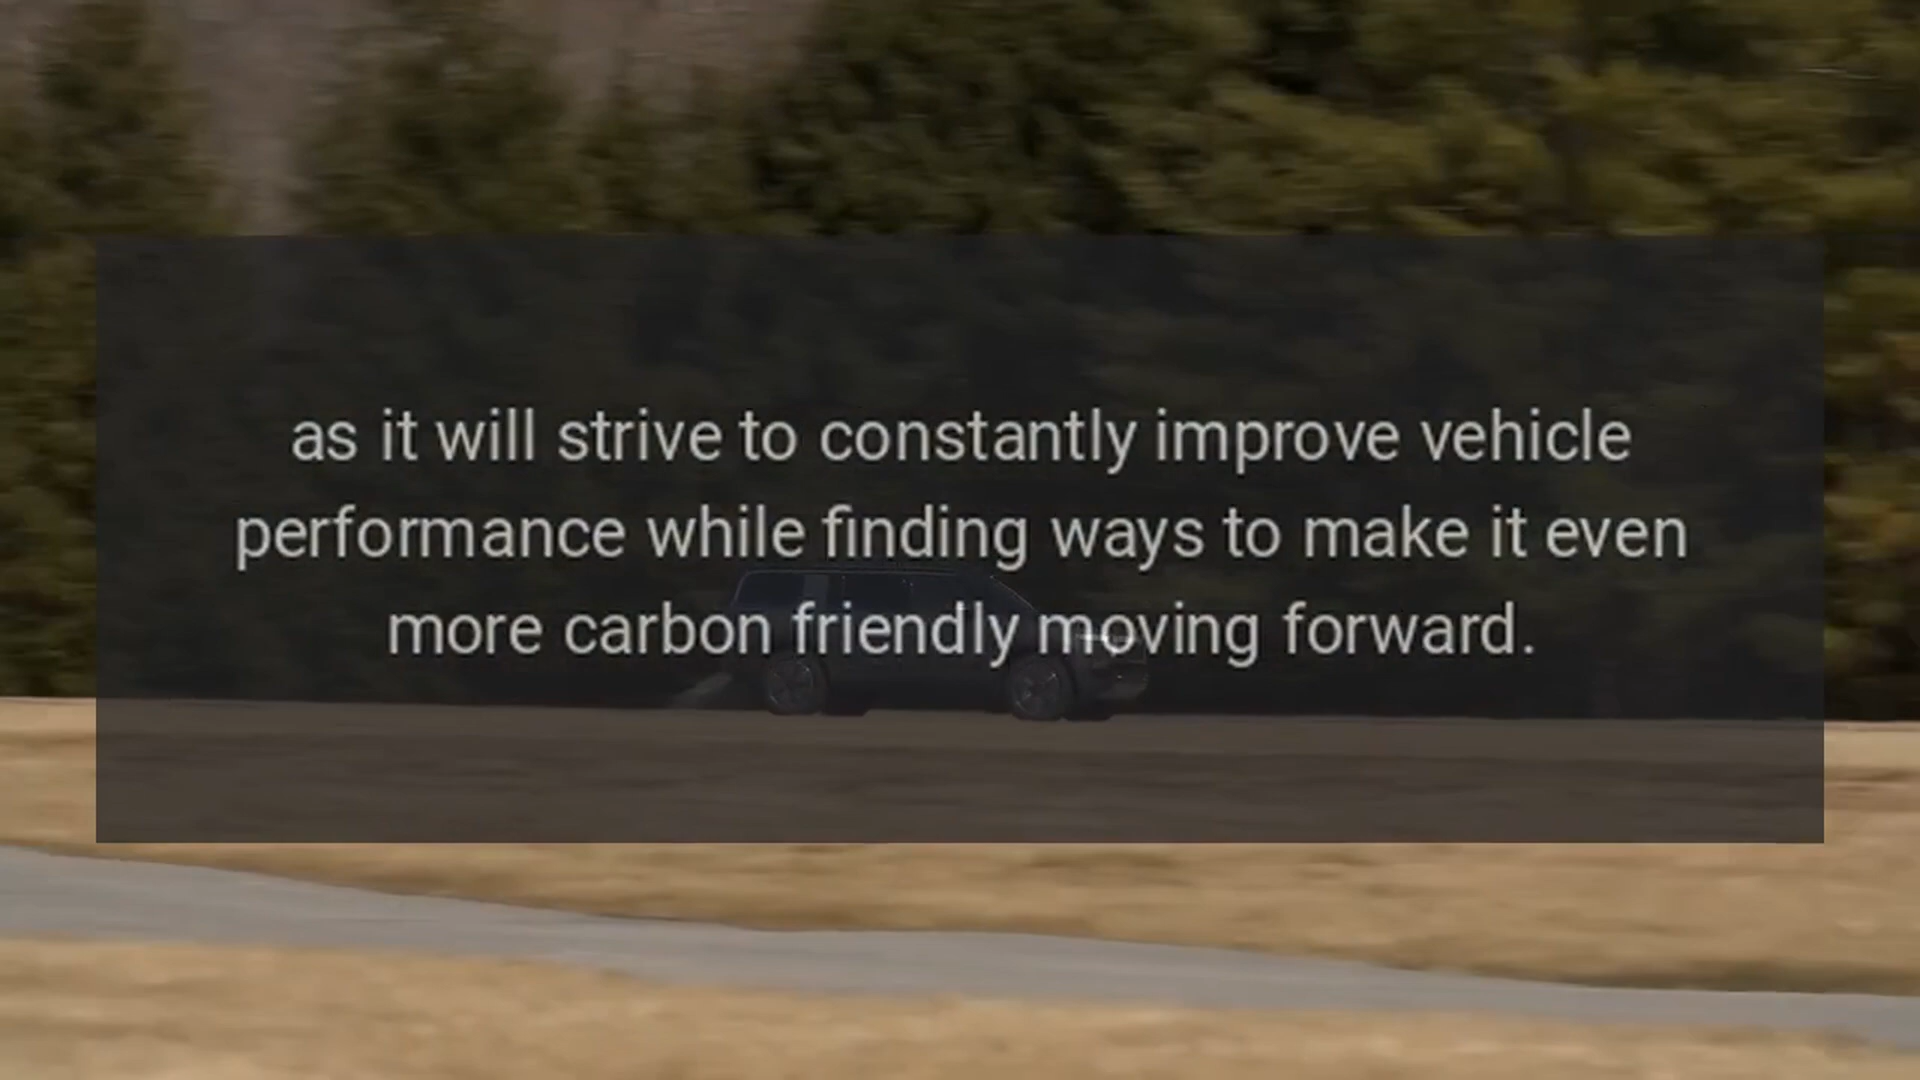 as it will strive to constantly improve vehicle
performance while finding ways to make it even
more carbon friendly moving forward.